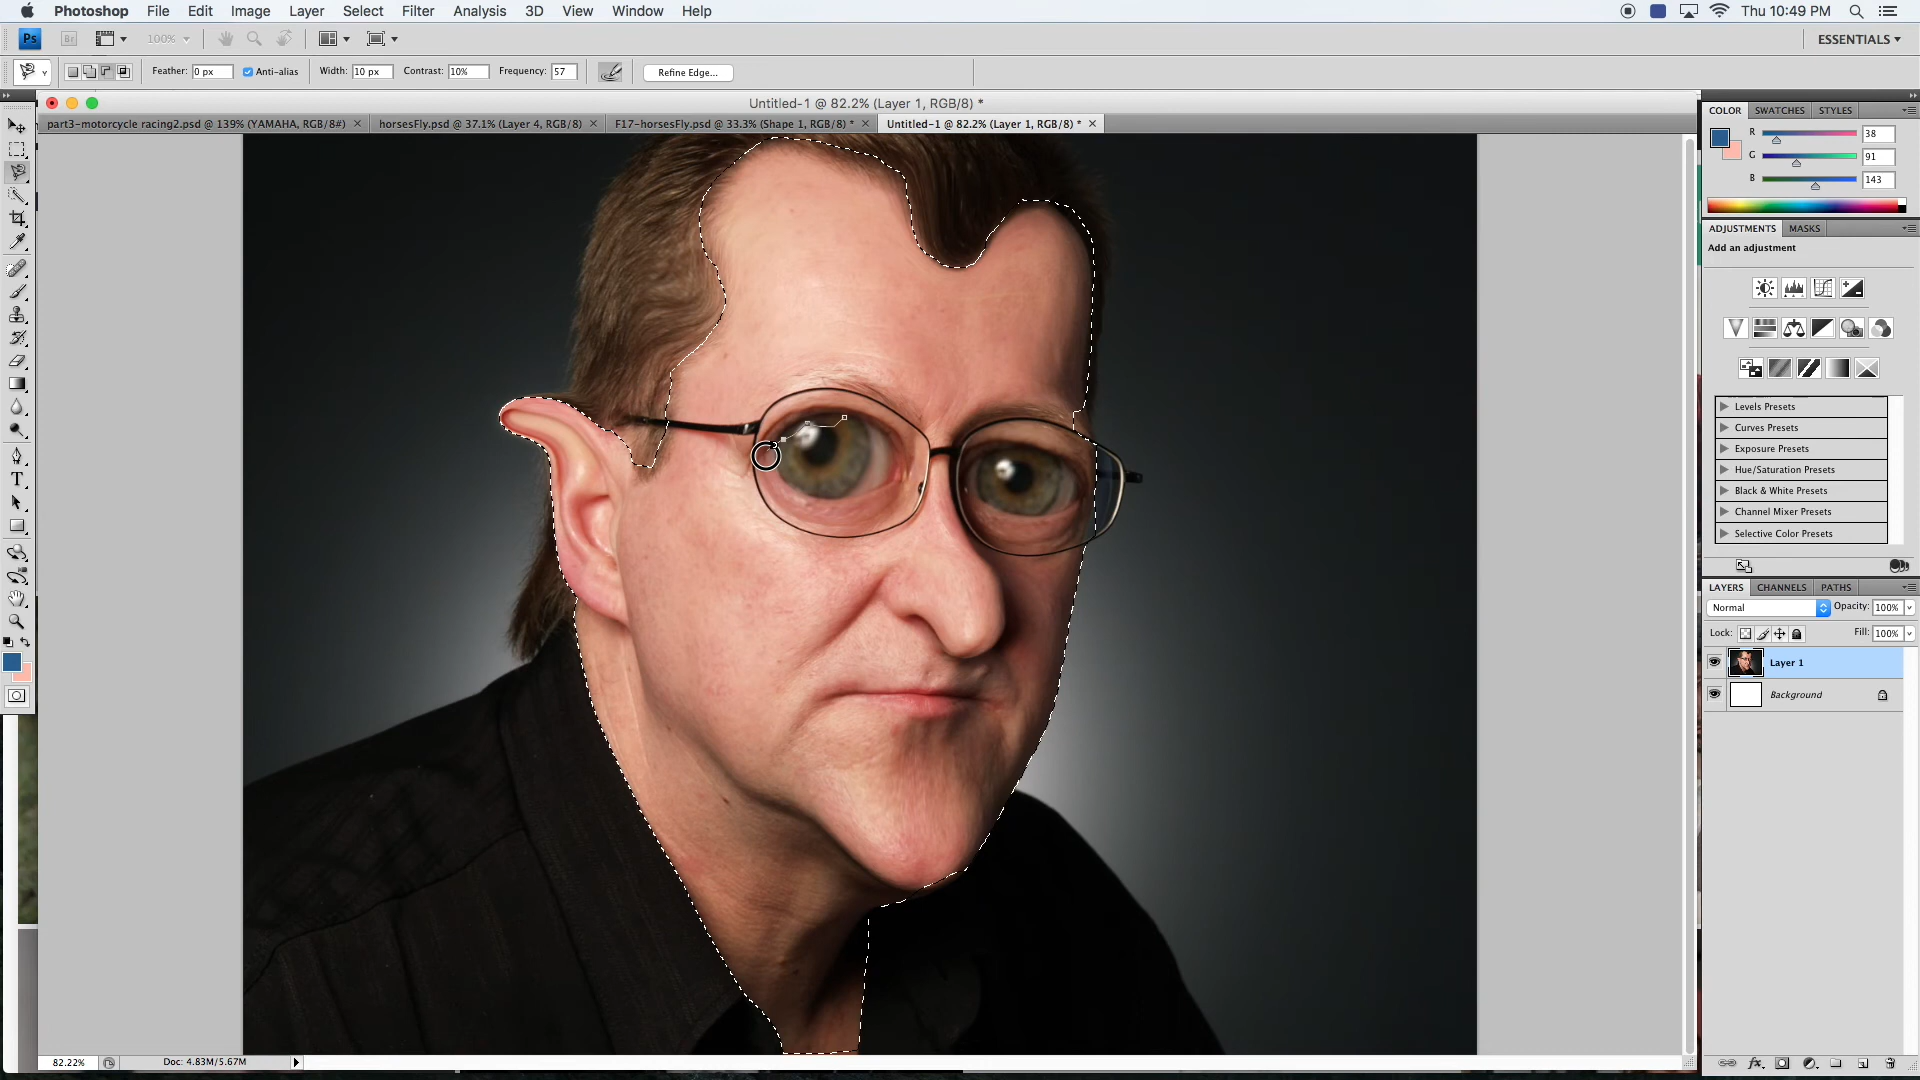 Photoshop File Edit Image Layer Select Filter Analysis 3D View Window Help Thu 10:49 PM
Ps Br 100% ESSENTIALS
Feather: 0 px Anti-alias Width: 10 px Contrast: 10% Frequency: 57 Refine Edge...
Untitled-1 @ 82.2% (Layer 1, RGB/8) *
part3-motorcycle racing2.psd @ 139% (YAMAHA, RGB/8#) horsesFly.psd @ 37.1% (Layer 4, RGB/8) F17-horsesFly.psd @ 33.3% (Shape 1, RGB/8) * Untitled-1 @ 82.2% (Layer 1, RGB/8) *
COLOR SWATCHES STYLES
R 38
G 91
B 143
ADJUSTMENTS MASKS
Add an adjustment
Levels Presets
Curves Presets
Exposure Presets
Hue/Saturation Presets
Black & White Presets
Channel Mixer Presets
Selective Color Presets
LAYERS CHANNELS PATHS
Normal Opacity: 100%
Lock: Fill: 100%
Layer 1
Background
82.22% Doc: 4.83M/5.67M